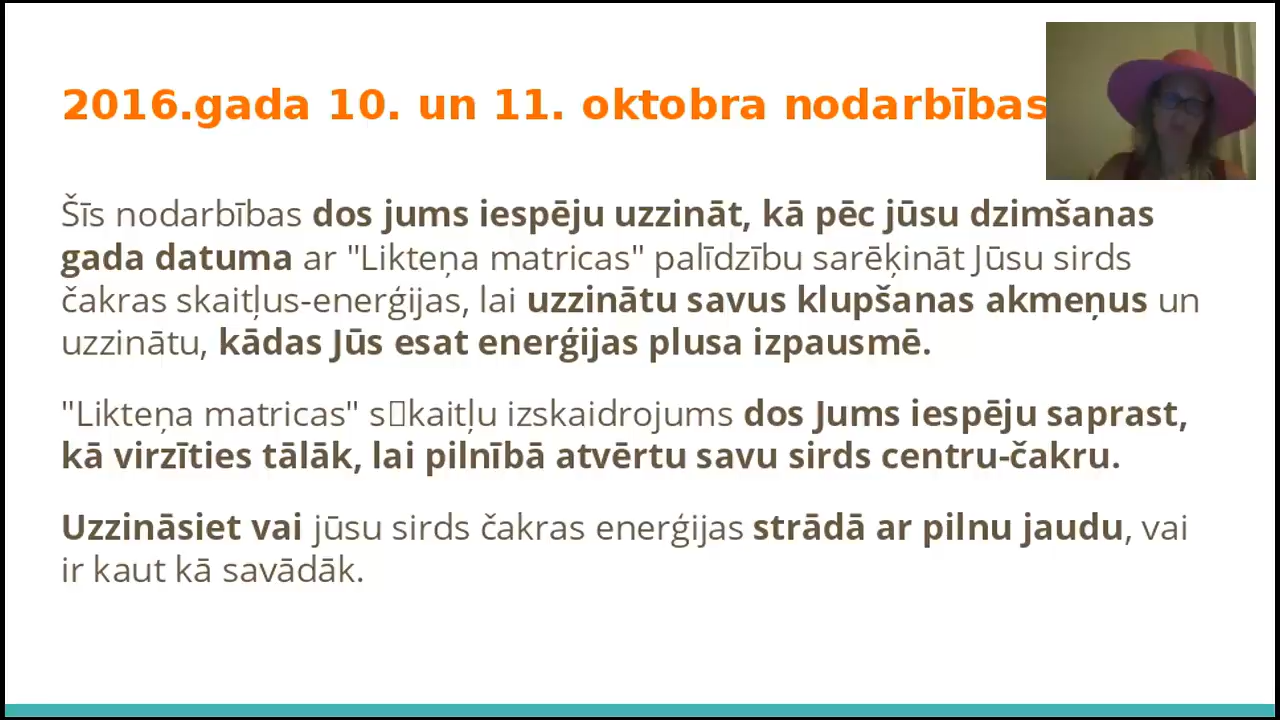 2016.gada 10. un 11. oktobra nodarbības
Šīs nodarbības dos jums iespēju uzzināt, kā pēc jūsu dzimšanas
gada datuma ar "Likteņa matricas" palīdzību sarēķināt Jūsu sirds
čakras skaitļus-enerģijas, lai uzzinātu savus klupšanas akmeņus un
uzzinātu, kādas Jūs esat enerģijas plusa izpausmē.
"Likteņa matricas" s▯kaitļu izskaidrojums dos Jums iespēju saprast,
kā virzīties tālāk, lai pilnībā atvērtu savu sirds centru-čakru.
Uzzināsiet vai jūsu sirds čakras enerģijas strādā ar pilnu jaudu, vai
ir kaut kā savādāk.